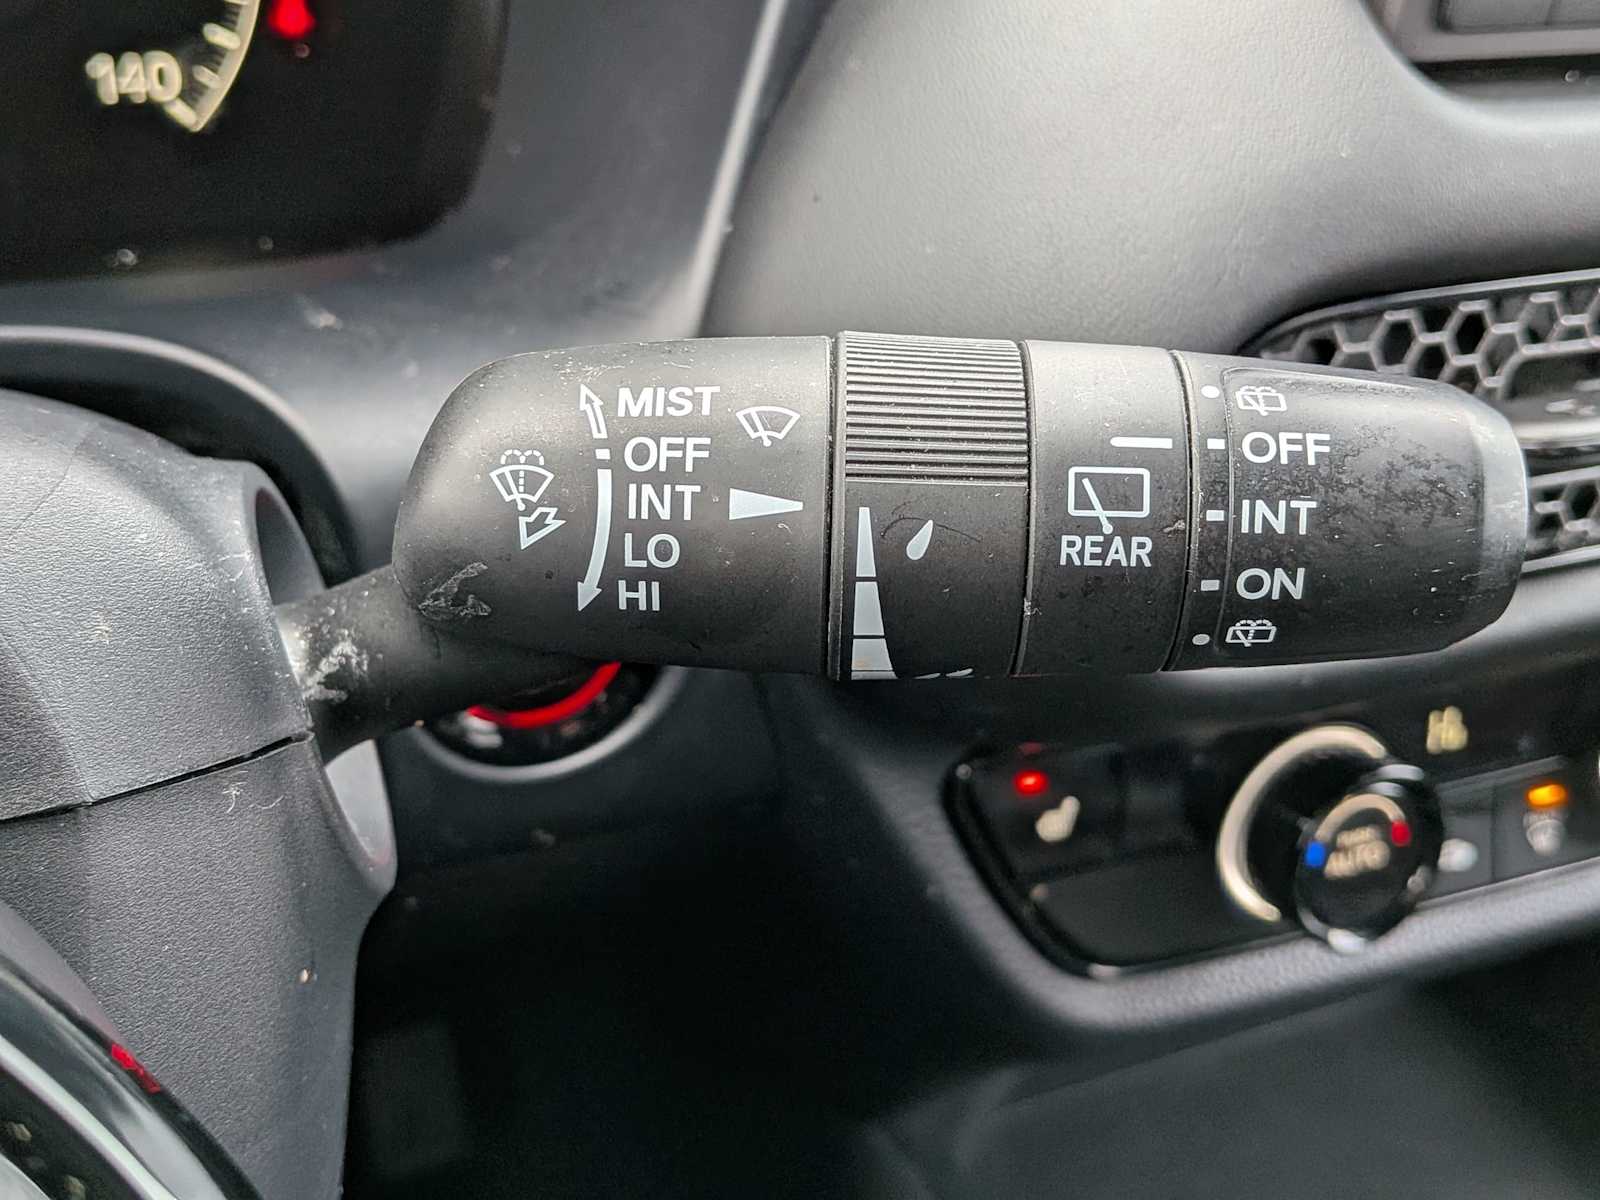 140
MIST
OFF
INT
LO
HI
REAR
OFF
INT
ON
AUTO